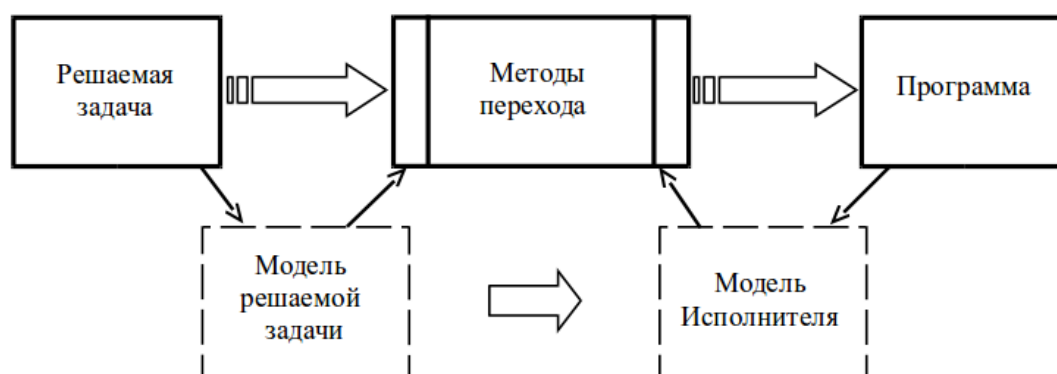 Решаемая
задача
Методы
перехода
Программа
Модель
решаемой
задачи
Модель
Исполнителя